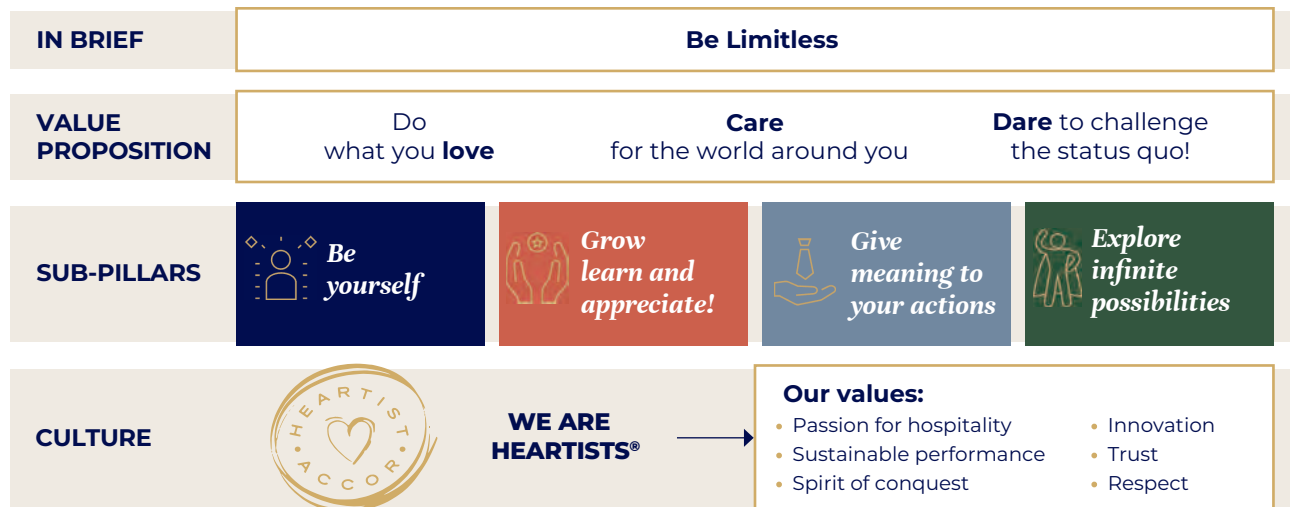 IN BRIEF
Be Limitless
VALUE
PROPOSITION
Do
what you love
Care
for the world around you
Dare to challenge
the status quo!
SUB-PILLARS
Be
yourself
Grow
learn and
appreciate!
Give
meaning to
your actions
Explore
infinite
possibilities
CULTURE
HEARTIST
ACCOR
WE ARE
HEARTISTS®
Our values:
• Passion for hospitality
• Sustainable performance
• Spirit of conquest
• Innovation
• Trust
• Respect